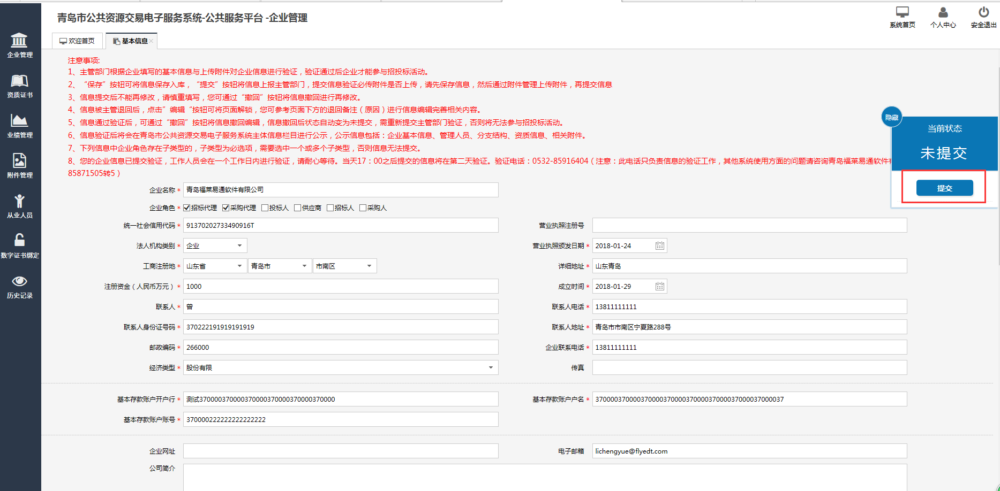 青岛市公共资源交易电子服务系统-公共服务平台 -企业管理
系统首页 个人中心 安全退出
欢迎首页 基本信息
企业管理
资质证书
业绩管理
附件管理
从业人员
数字证书绑定
历史记录
注意事项:
1、主管部门根据企业填写的基本信息与上传附件对企业信息进行验证，验证通过后企业才能参与招投标活动。
2、“保存”按钮可将信息保存入库，“提交”按钮将信息上报主管部门，提交信息验证必传附件是否上传，请先保存信息，然后通过附件管理上传附件，再提交信息
3、信息提交后不能再修改，请慎重填写，您可通过“撤回”按钮将信息撤回进行再修改。
4、信息被主管退回后，点击”编辑“按钮可将页面解锁，您可参考页面下方的退回备注（原因）进行信息编辑完善相关内容。
5、信息通过验证后，可通过“撤回”按钮将信息撤回编辑，信息撤回后状态自动变为未提交，需重新提交主管部门验证，否则将无法参与招投标活动。
6、信息验证后将会在青岛市公共资源交易电子服务系统主体信息栏目进行公示，公示信息包括：企业基本信息、管理人员、分支结构、资质信息、相关附件。
7、下列信息中企业角色存在子类型的，子类型为必选项，需要选中一个或多个子类型，否则信息无法提交。
8、您的企业信息已提交验证，工作人员会在一个工作日内进行验证，请耐心等待。当天17：00之后提交的信息将在第二天验证。验证电话：0532-85916404（注意：此电话只负责信息的验证工作，其他系统使用方面的问题请咨询青岛福莱易通软件
85871505转5）
隐藏
当前状态
未提交
提交
企业名称 * 青岛福莱易通软件有限公司
企业角色 * 招标代理 采购代理 投标人 供应商 招标人 采购人
统一社会信用代码 * 91370202733490916T 营业执照注册号
法人机构类别 * 企业 营业执照颁发日期 * 2018-01-24
工商注册地 * 山东省 青岛市 市南区 详细地址 * 山东青岛
注册资金（人民币万元） * 1000 成立时间 * 2018-01-29
联系人 * 曾 联系人电话 * 13811111111
联系人身份证号码 * 370222191919191919 联系人地址 * 青岛市市南区宁夏路288号
邮政编码 * 266000 企业联系电话 * 13811111111
经济类型 * 股份有限 传真
基本存款账户开户行 * 测试370000370000370000370000370000370000 基本存款账户户名 * 3700003700003700003700003700003700003700003700037
基本存款账户账号 * 370000222222222222222
企业网址 电子邮箱 lichengyue@flyedt.com
公司简介